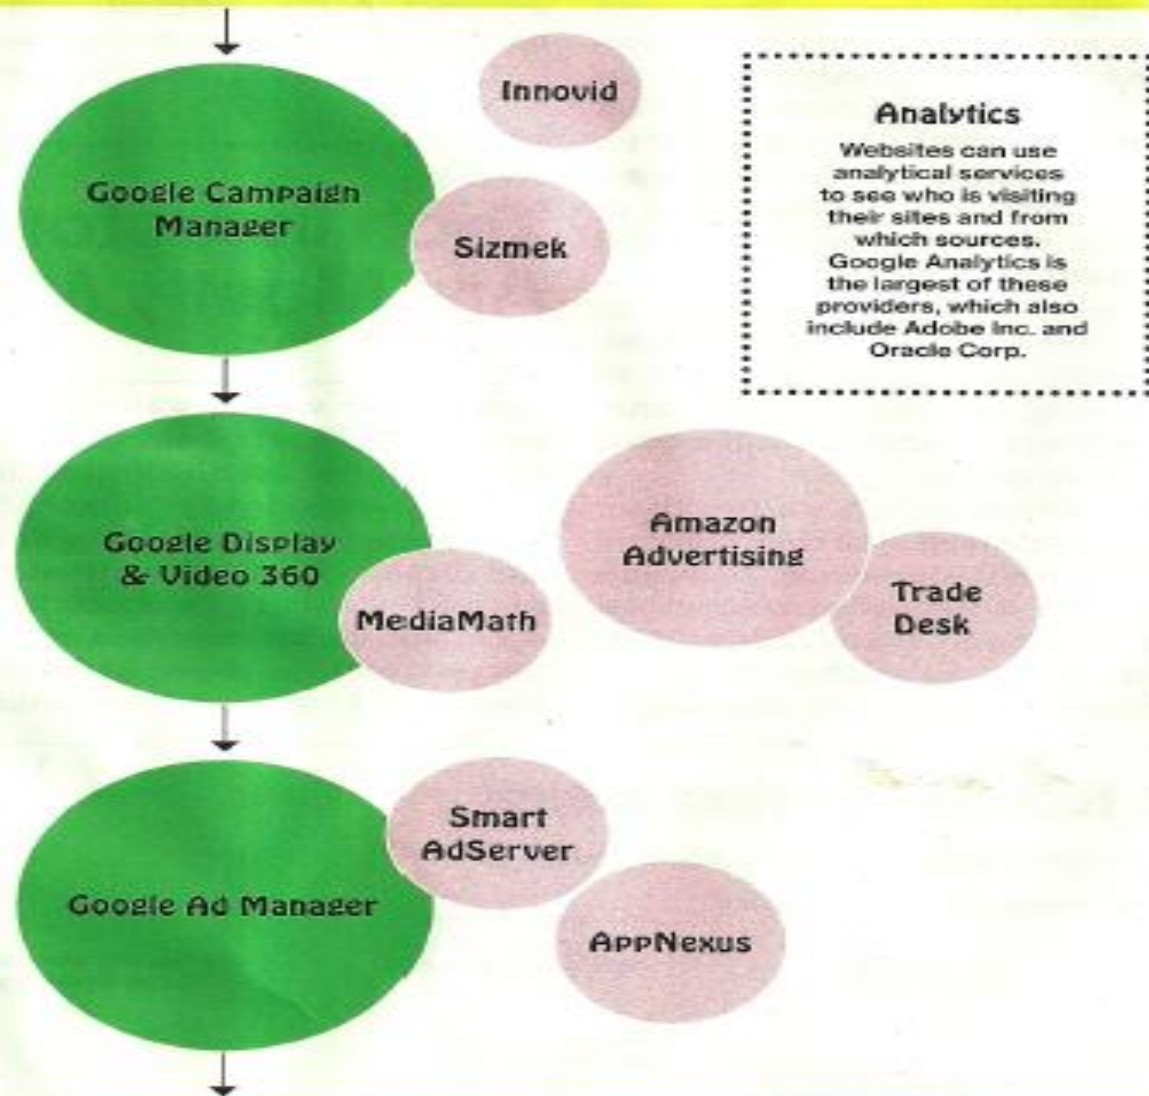 Innovid
Analytics
Websites can use
analytical services
to see who is visiting
their sites and from
which sources.
Google Analytics is
the largest of these
providers, which also
include Adobe Inc. and
Oracle Corp.
Google Campaign
Manager
Sizmek
Google Display
& Video 360
MediaMath
Amazon
Advertising
Trade
Desk
Smart
AdServer
Google Ad Manager
AppNexus